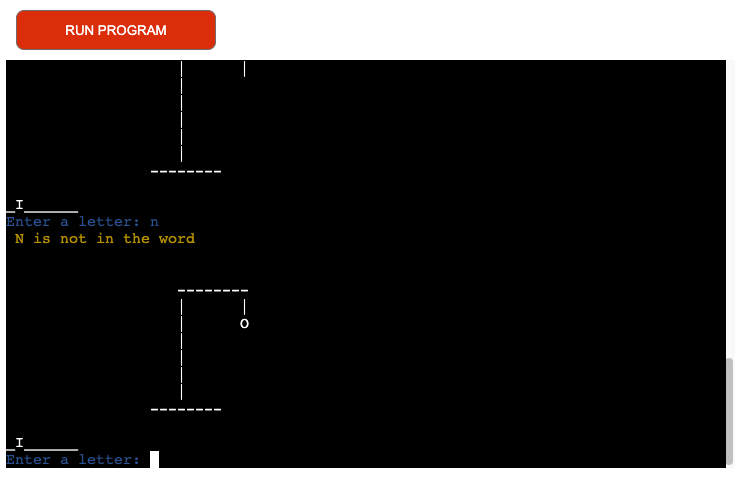 RUN PROGRAM
_I______
Enter a letter: n
N is not in the word
O
_I______
Enter a letter: